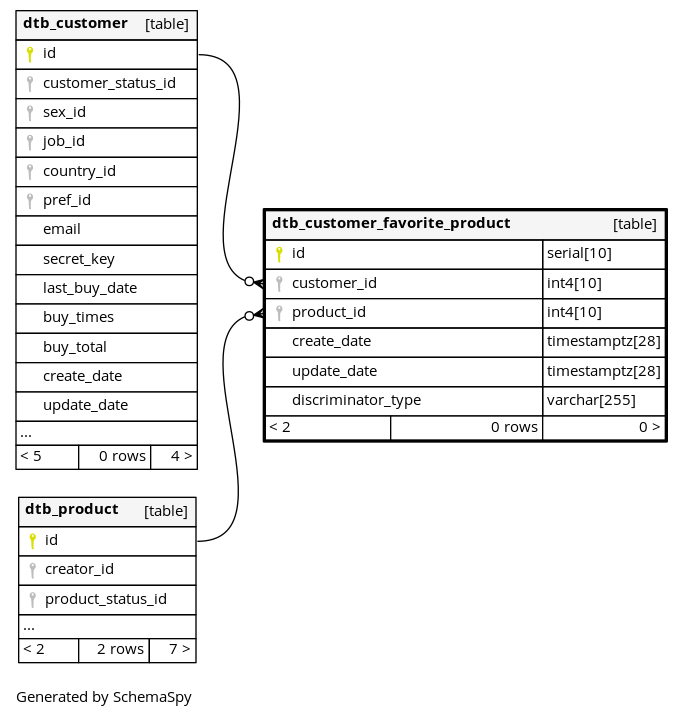 dtb_customer [table]
id
customer_status_id
sex_id
job_id
country_id
pref_id
email
secret_key
last_buy_date
buy_times
buy_total
create_date
update_date
...
< 5 0 rows 4 >
dtb_customer_favorite_product [table]
id serial[10]
customer_id int4[10]
product_id int4[10]
create_date timestamptz[28]
update_date timestamptz[28]
discriminator_type varchar[255]
< 2 0 rows 0 >
dtb_product [table]
id
creator_id
product_status_id
...
< 2 2 rows 7 >
Generated by SchemaSpy